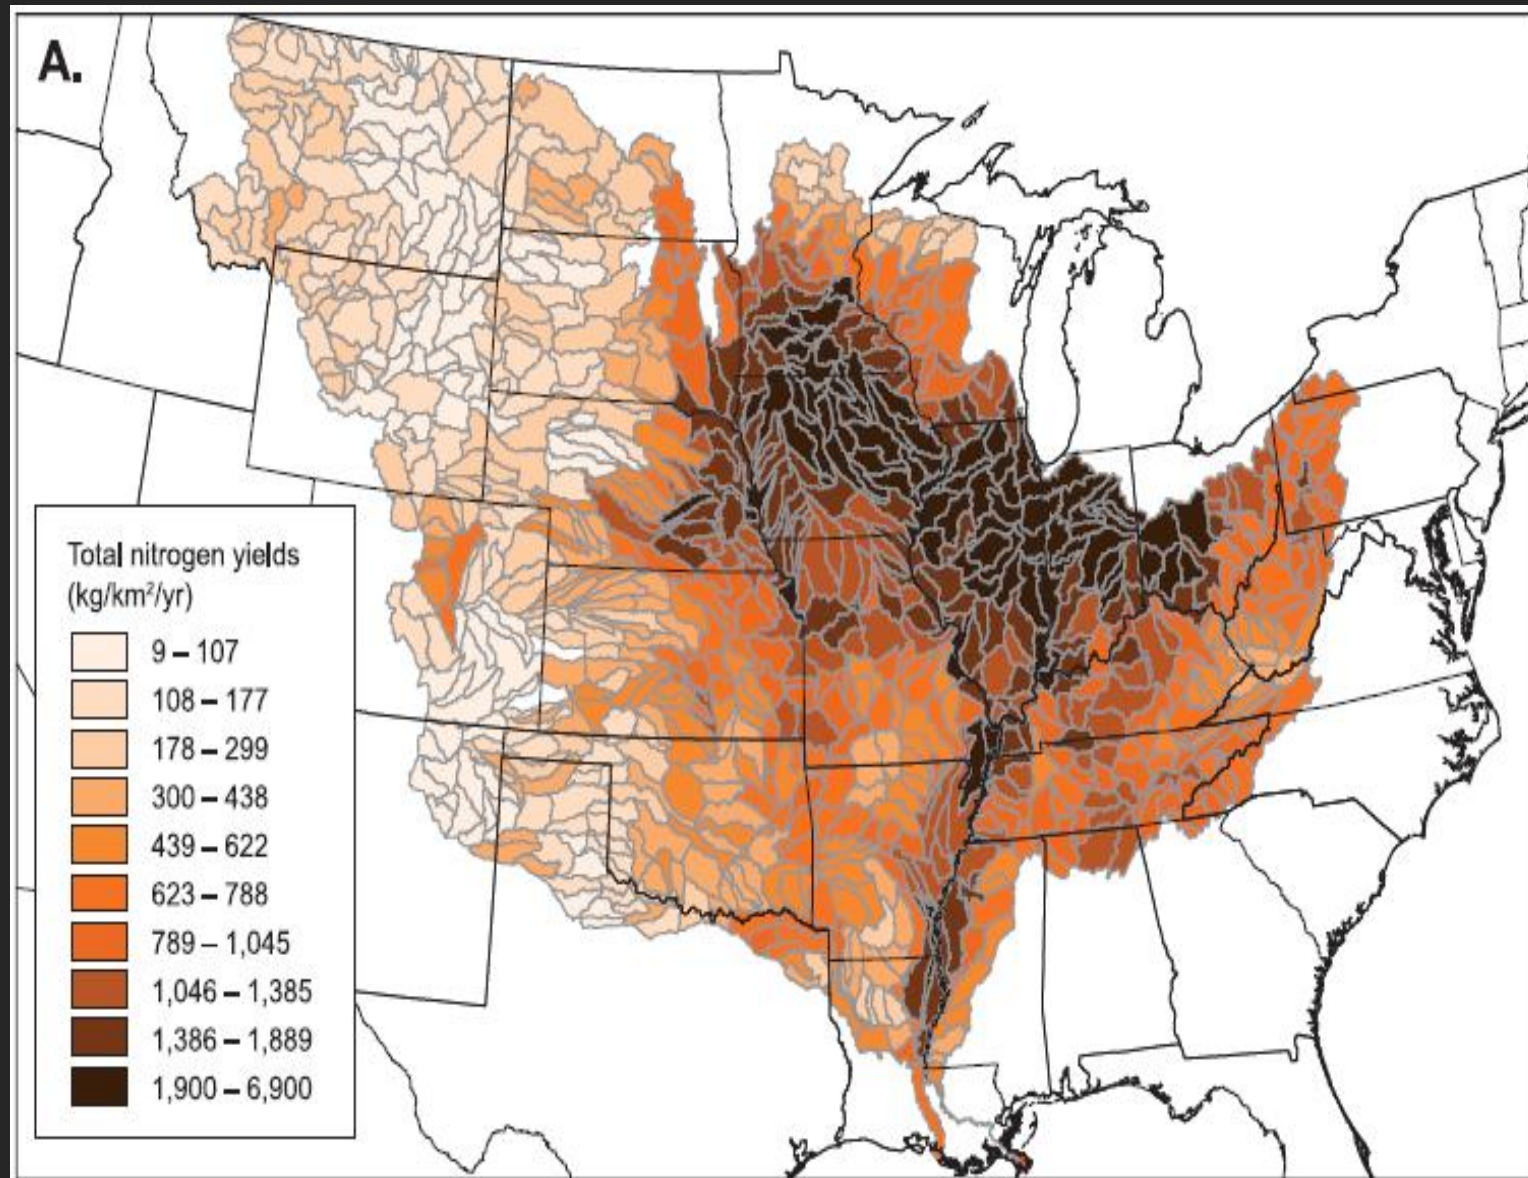 A.
Total nitrogen yields
(kg/km²/yr)
9 – 107
108 – 177
178 – 299
300 – 438
439 – 622
623 – 788
789 – 1,045
1,046 – 1,385
1,386 – 1,889
1,900 – 6,900